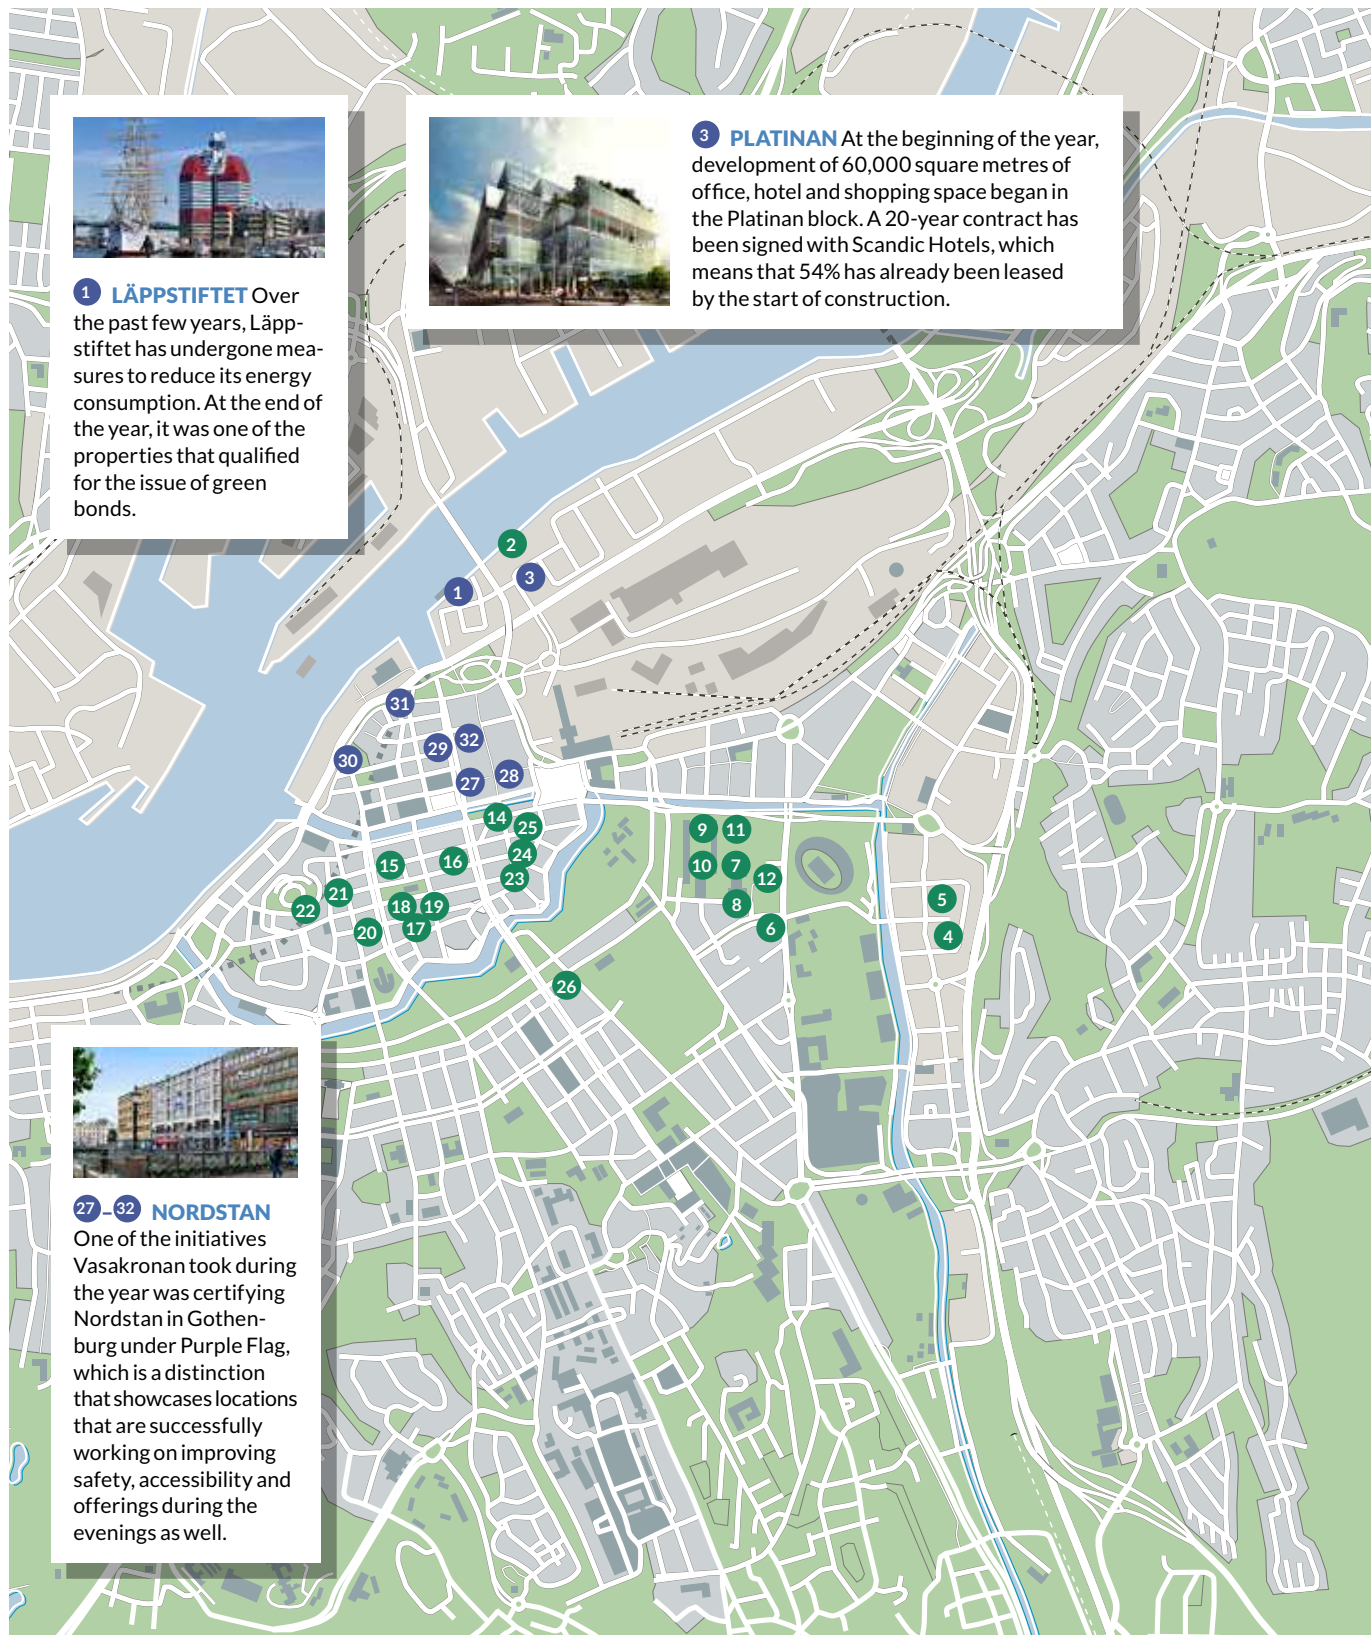 1 LÄPPSTIFTET Over
the past few years, Läpp-
stiftet has undergone mea-
sures to reduce its energy
consumption. At the end of
the year, it was one of the
properties that qualified
for the issue of green
bonds.
3 PLATINAN At the beginning of the year,
development of 60,000 square metres of
office, hotel and shopping space began in
the Platinan block. A 20-year contract has
been signed with Scandic Hotels, which
means that 54% has already been leased
by the start of construction.
2
3
1
31
32
29
30
28
27
14
25
9
11
24
16
15
10
7
23
12
21
5
22
18
19
8
17
6
20
4
26
27–32 NORDSTAN
One of the initiatives
Vasakronan took during
the year was certifying
Nordstan in Gothen-
burg under Purple Flag,
which is a distinction
that showcases locations
that are successfully
working on improving
safety, accessibility and
offerings during the
evenings as well.